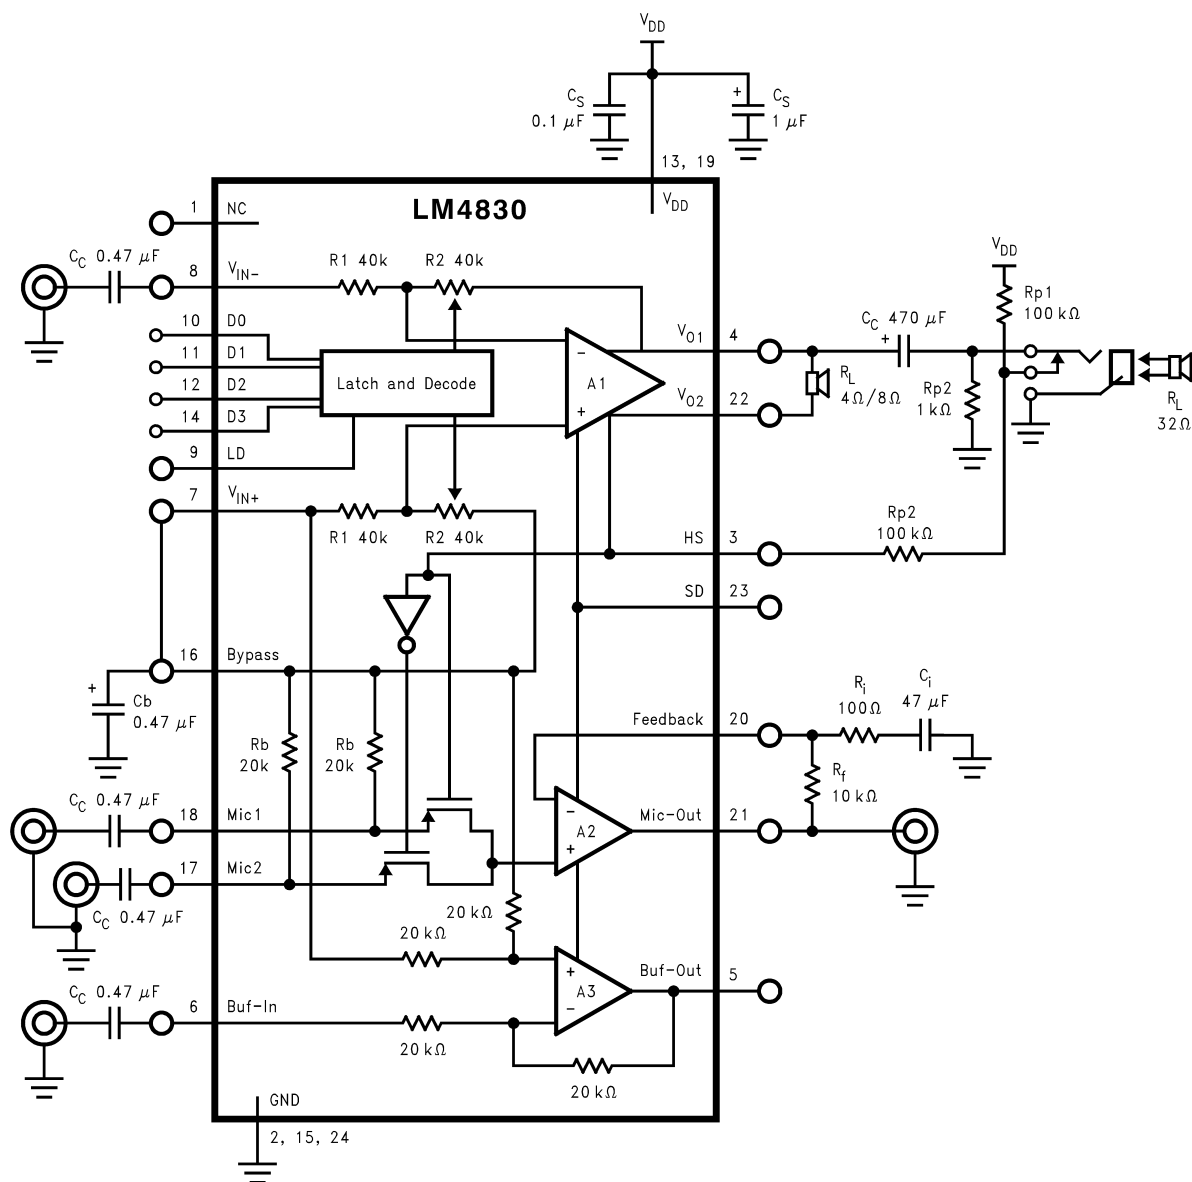 VDD
CS
0.1 μF
+
CS
1 μF
13, 19
VDD
LM4830
1
NC
CC 0.47 μF
8
VIN-
R1 40k
R2 40k
10
D0
11
D1
12
D2
14
D3
9
LD
7
VIN+
Latch and Decode
−
A1
+
R1 40k
R2 40k
VO1
4
VO2
22
CC 470 μF
+
RL
4Ω/8Ω
VDD
Rp1
100 kΩ
Rp2
1 kΩ
RL
32Ω
HS
3
Rp2
100 kΩ
SD
23
16
Bypass
+
Cb
0.47 μF
Rb
20k
Rb
20k
Feedback
20
Ri
100Ω
Ci
47 μF
Rf
10 kΩ
CC 0.47 μF
18
Mic1
17
Mic2
CC 0.47 μF
−
A2
+
Mic-Out
21
20 kΩ
20 kΩ
+
A3
−
Buf-Out
5
CC 0.47 μF
6
Buf-In
20 kΩ
20 kΩ
GND
2, 15, 24